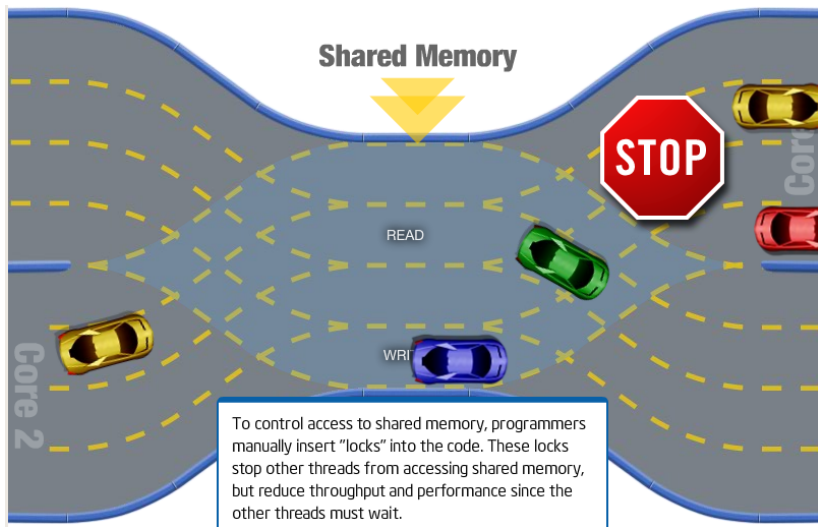 Shared Memory
STOP
Core
READ
WRIT
Core 2
To control access to shared memory, programmers
manually insert "locks" into the code. These locks
stop other threads from accessing shared memory,
but reduce throughput and performance since the
other threads must wait.